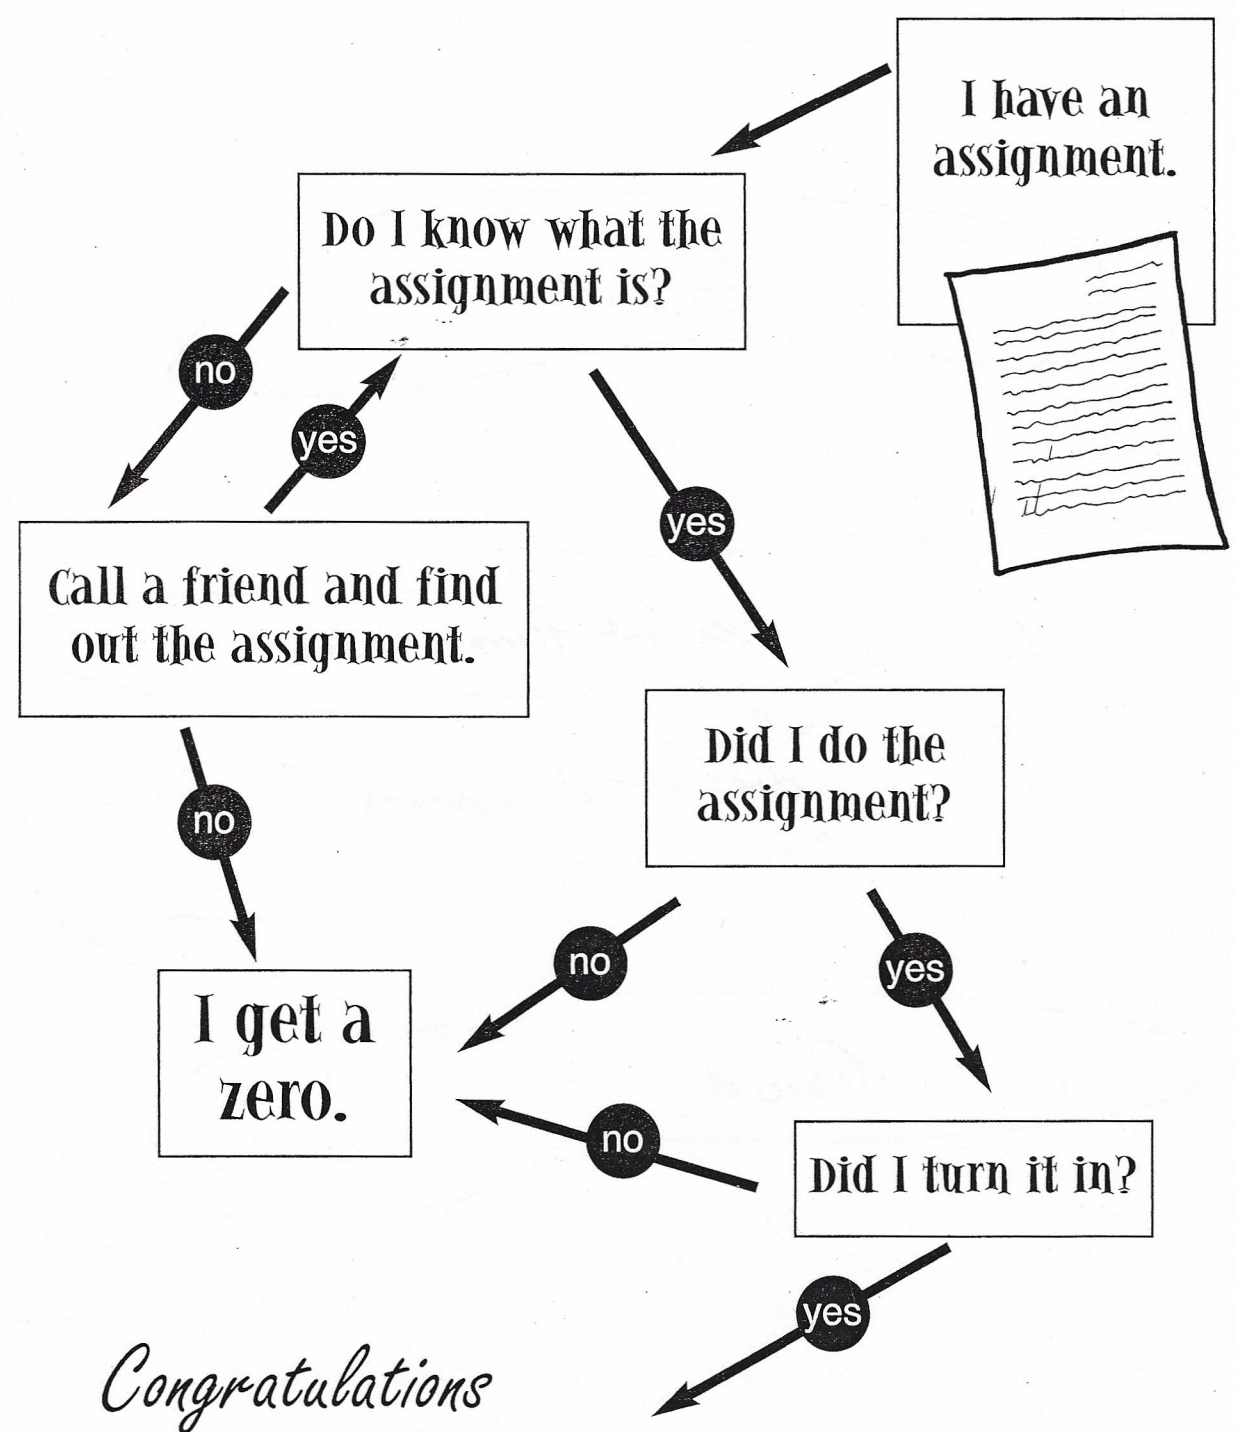 I have an
assignment.
Do I know what the
assignment is?
no
yes
yes
Call a friend and find
out the assignment.
Did I do the
assignment?
no
no
yes
I get a
zero.
no
Did I turn it in?
yes
Congratulations